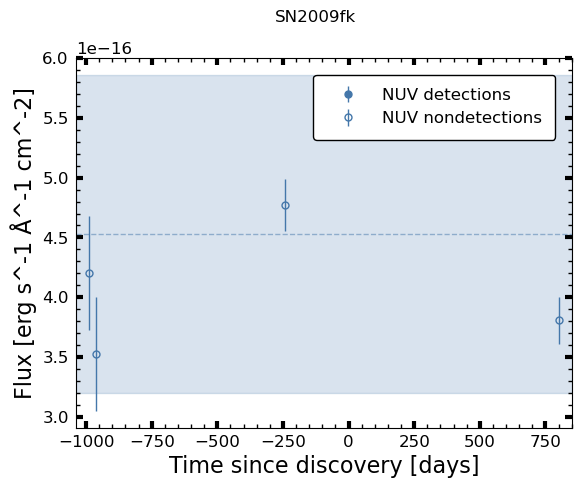 SN2009fk
1e−16
6.0
5.5
5.0
4.5
4.0
3.5
3.0
Flux [erg s^-1 Å^-1 cm^-2]
NUV detections
NUV nondetections
−1000 −750 −500 −250 0 250 500 750
Time since discovery [days]